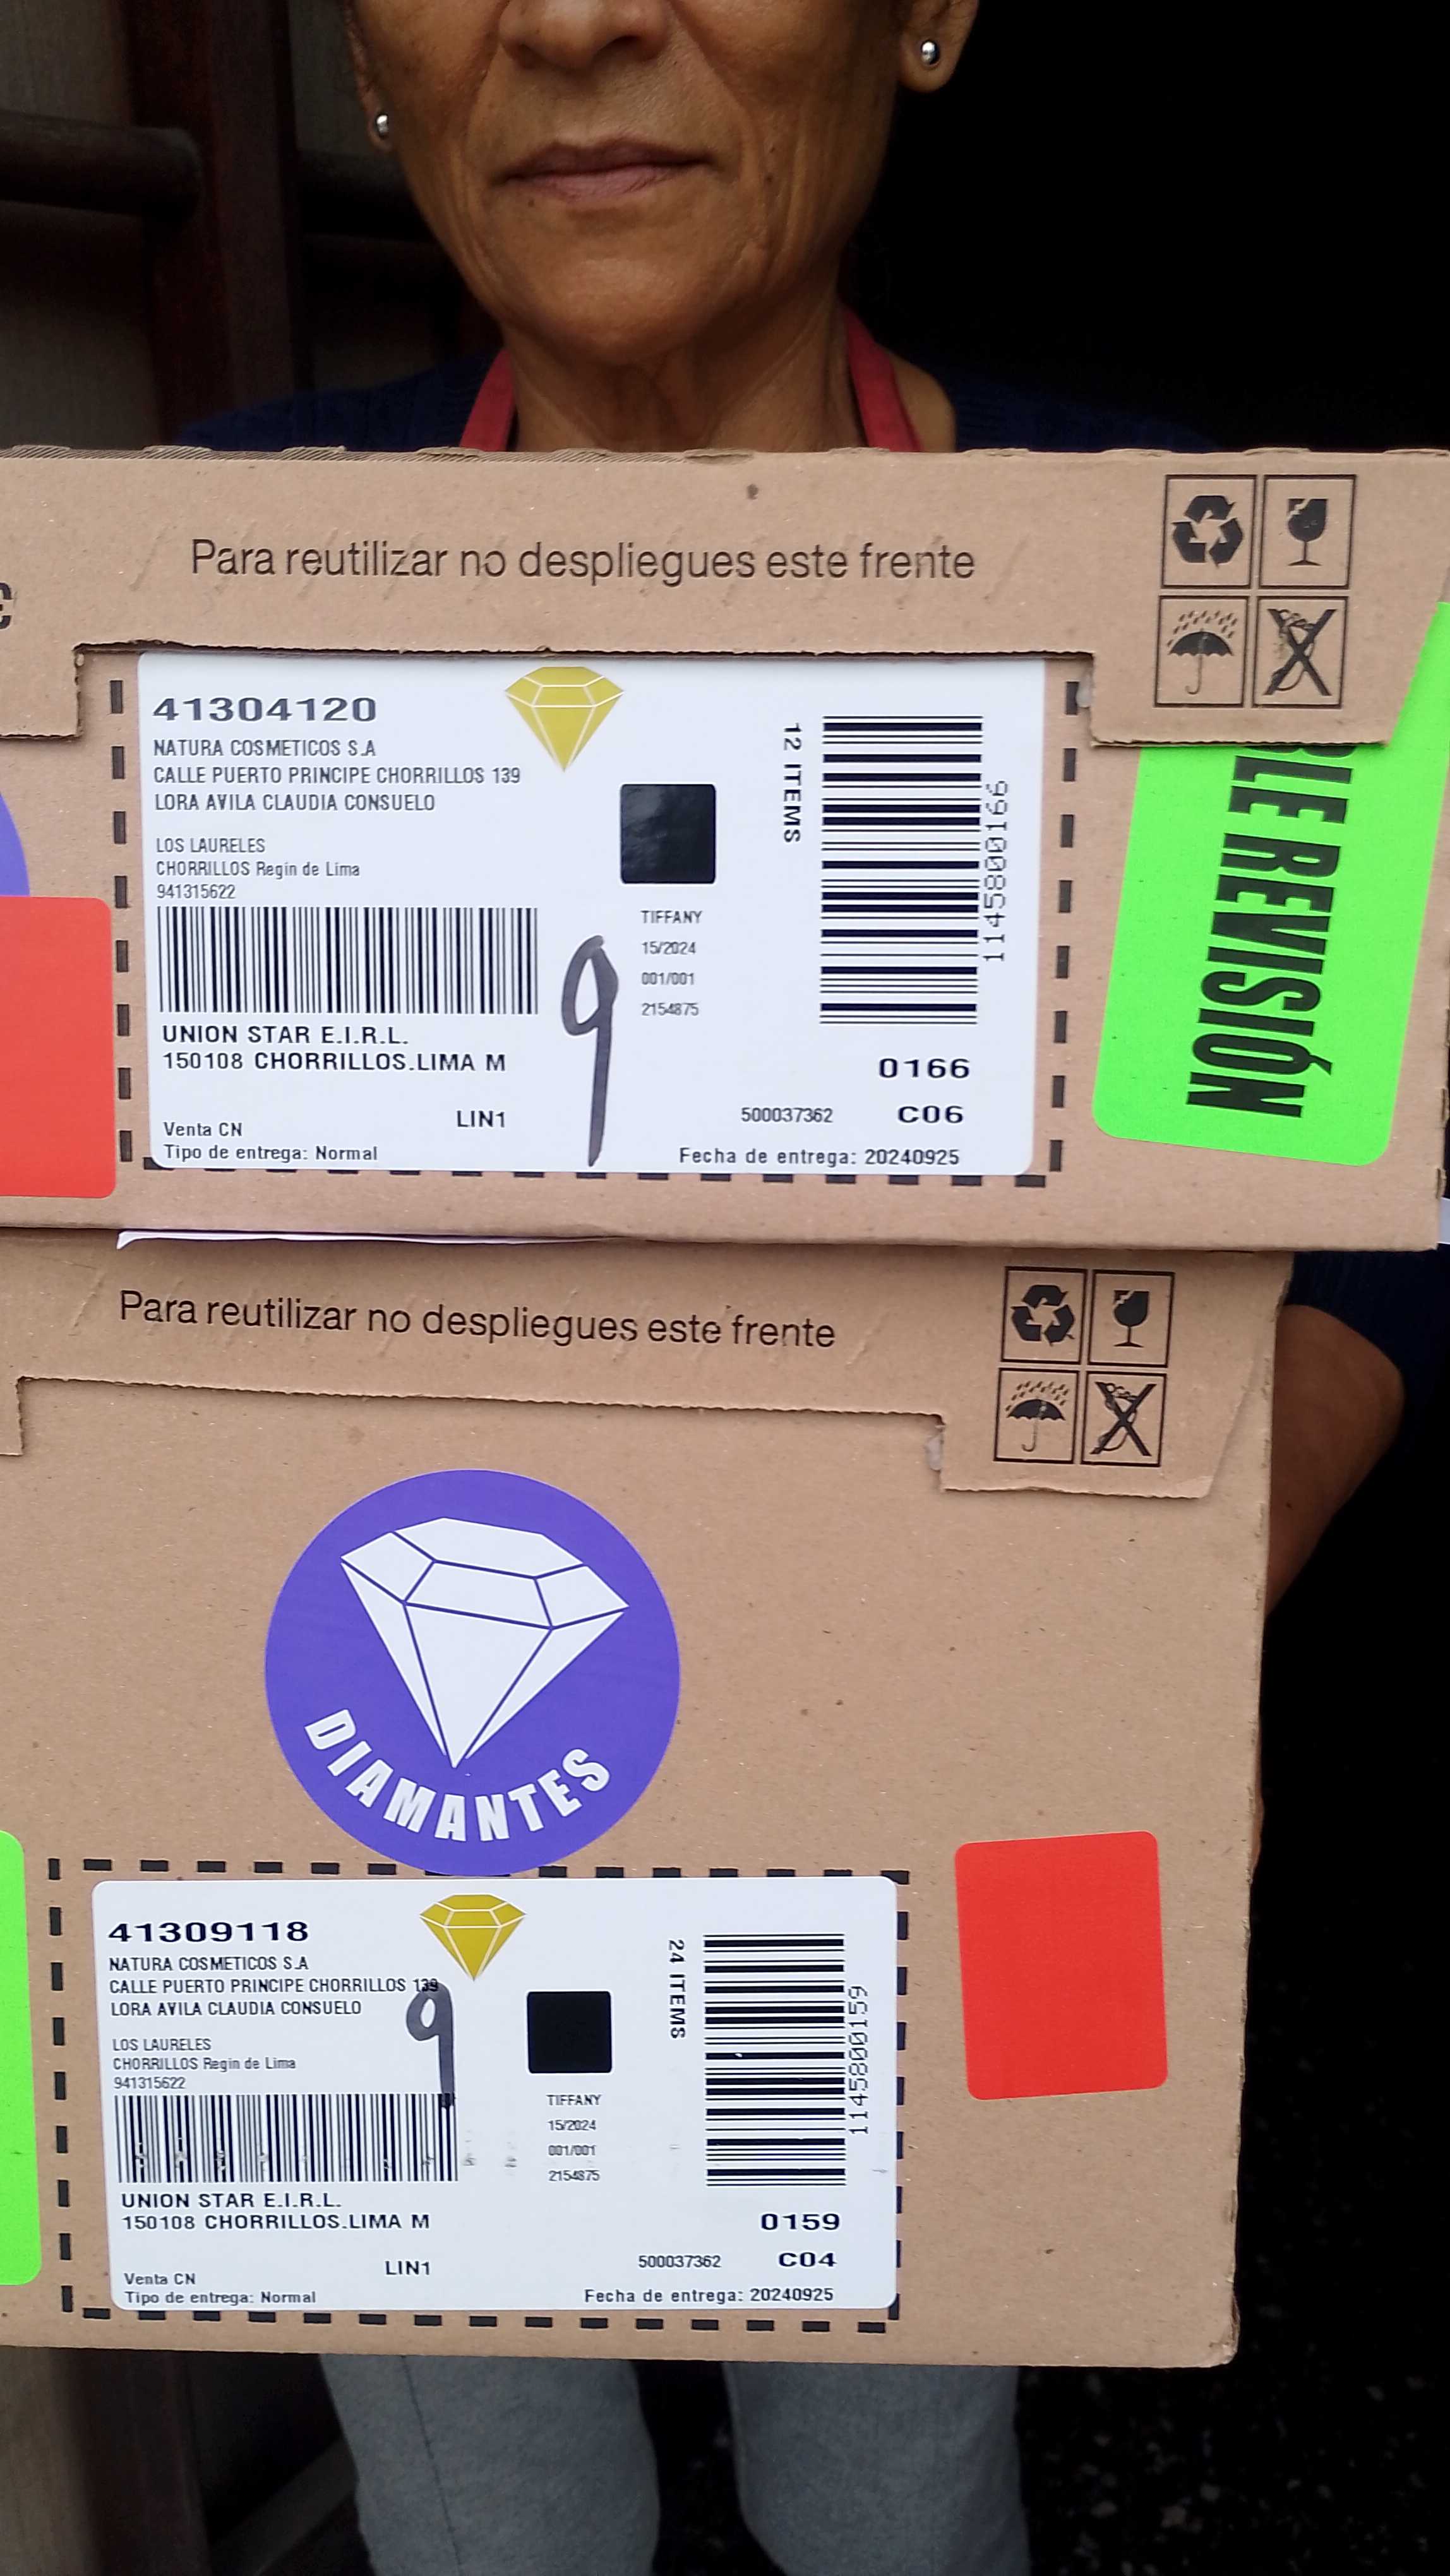 Para reutilizar no despliegues este frente
41304120
NATURA COSMETICOS S.A
CALLE PUERTO PRINCIPE CHORRILLOS 139
LORA AVILA CLAUDIA CONSUELO
LOS LAURELES
CHORRILLOS Regin de Lima
941315622
12 ITEMS
1145800166
TIFFANY
15/2024
001/001
2154875
9
UNION STAR E.I.R.L.
150108 CHORRILLOS.LIMA M
0166
LIN1
500037362
C06
Venta CN
Tipo de entrega: Normal
Fecha de entrega: 20240925
REVISIÓN
Para reutilizar no despliegues este frente
DIAMANTES
41309118
NATURA COSMETICOS S.A
CALLE PUERTO PRINCIPE CHORRILLOS 139
LORA AVILA CLAUDIA CONSUELO
9
LOS LAURELES
CHORRILLOS Regin de Lima
941315622
24 ITEMS
1145800159
TIFFANY
15/2024
001/001
2154875
UNION STAR E.I.R.L.
150108 CHORRILLOS.LIMA M
0159
LIN1
500037362
C04
Venta CN
Tipo de entrega: Normal
Fecha de entrega: 20240925